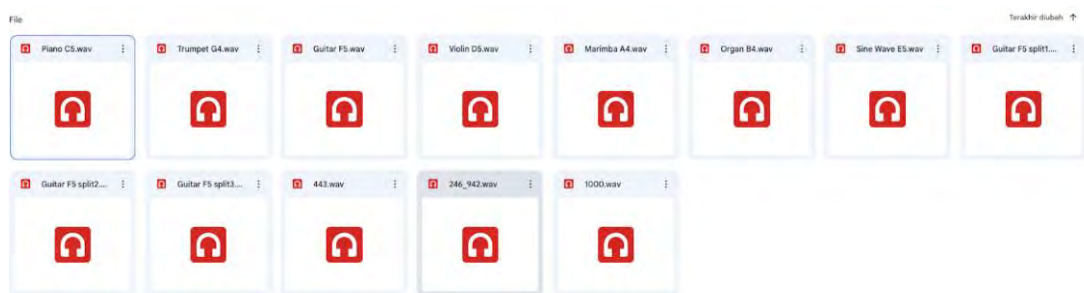 File
Terakhir diubah
Piano C5.wav
Trumpet G4.wav
Guitar F5.wav
Violin D5.wav
Marimba A4.wav
Organ B4.wav
Sine Wave E5.wav
Guitar F5 split1....
Guitar F5 split2....
Guitar F5 split3....
443.wav
246_942.wav
1000.wav